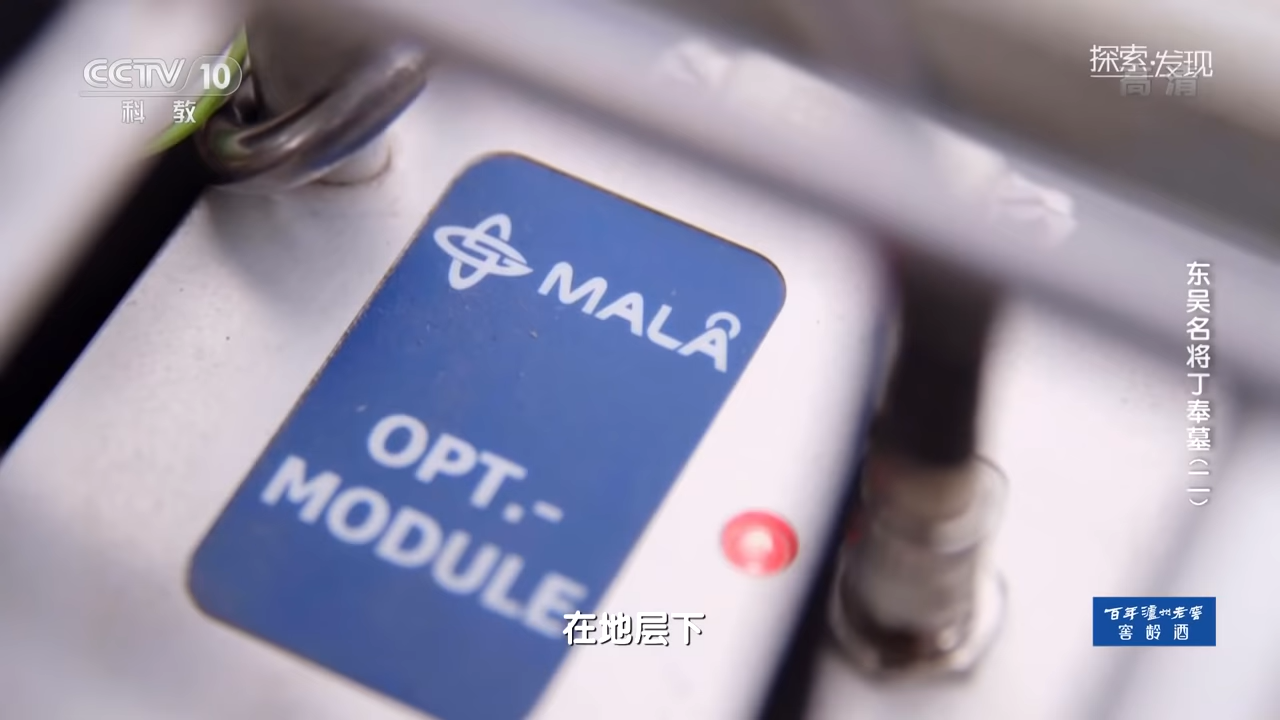 CCTV 10
科教
探索·发现
高清
MALÅ
OPT.-
MODULE
东吴名将丁奉墓（二）
在地层下
百年泸州老窖
窖龄酒